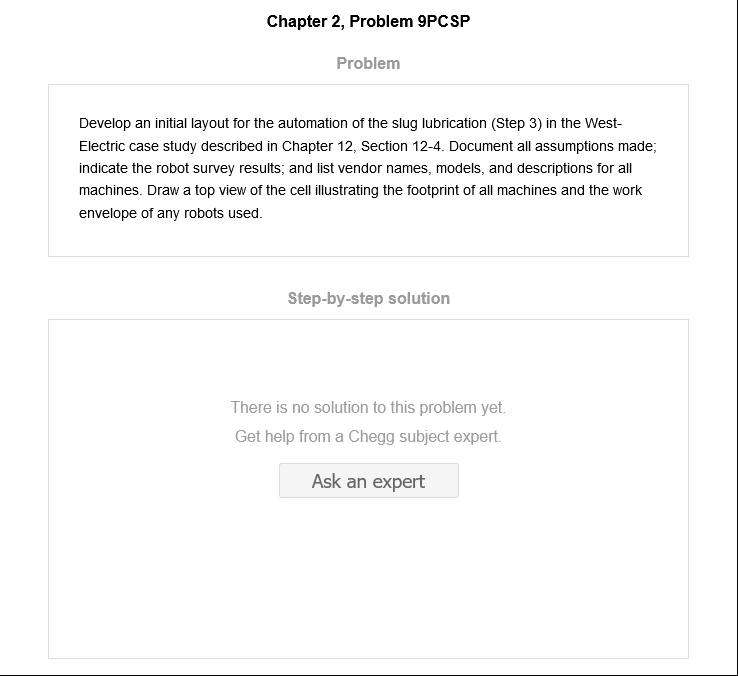 Chapter 2, Problem 9PCSP
Problem
Develop an initial layout for the automation of the slug lubrication (Step 3) in the West-
Electric case study described in Chapter 12, Section 12-4. Document all assumptions made;
indicate the robot survey results; and list vendor names, models, and descriptions for all
machines. Draw a top view of the cell illustrating the footprint of all machines and the work
envelope of any robots used.
Step-by-step solution
There is no solution to this problem yet.
Get help from a Chegg subject expert.
Ask an expert